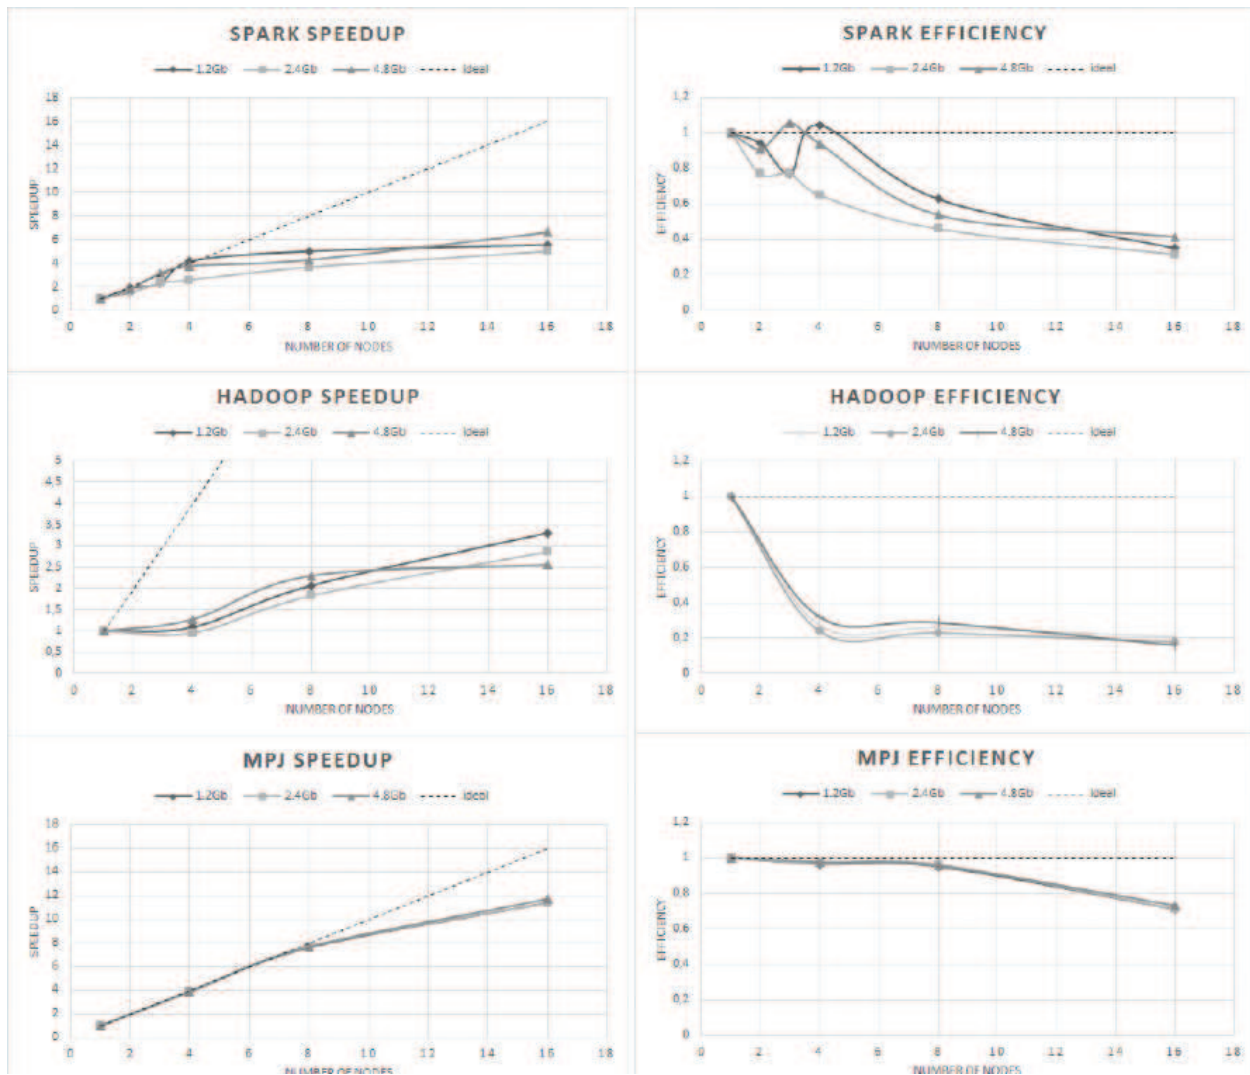 SPARK SPEEDUP
1.2Gb 2.4Gb 4.8Gb Ideal
SPEEDUP
18
16
14
12
10
8
6
4
2
0
0 2 4 6 8 10 12 14 16 18
NUMBER OF NODES
SPARK EFFICIENCY
1.2Gb 2.4Gb 4.8Gb Ideal
EFFICIENCY
1,2
1
0,8
0,6
0,4
0,2
0
0 2 4 6 8 10 12 14 16 18
NUMBER OF NODES
HADOOP SPEEDUP
1.2Gb 2.4Gb 4.8Gb Ideal
SPEEDUP
5
4,5
4
3,5
3
2,5
2
1,5
1
0,5
0
0 2 4 6 8 10 12 14 16 18
NUMBER OF NODES
HADOOP EFFICIENCY
1.2Gb 2.4Gb 4.8Gb Ideal
EFFICIENCY
1,2
1
0,8
0,6
0,4
0,2
0
0 2 4 6 8 10 12 14 16 18
NUMBER OF NODES
MPJ SPEEDUP
1.2Gb 2.4Gb 4.8Gb Ideal
SPEEDUP
18
16
14
12
10
8
6
4
2
0
0 2 4 6 8 10 12 14 16 18
NUMBER OF NODES
MPJ EFFICIENCY
1.2Gb 2.4Gb 4.8Gb Ideal
EFFICIENCY
1,2
1
0,8
0,6
0,4
0,2
0
0 2 4 6 8 10 12 14 16 18
NUMBER OF NODES